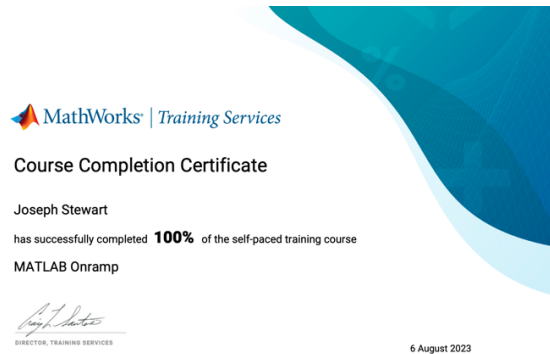 MathWorks® | Training Services
Course Completion Certificate
Joseph Stewart
has successfully completed 100% of the self-paced training course
MATLAB Onramp
DIRECTOR, TRAINING SERVICES
6 August 2023